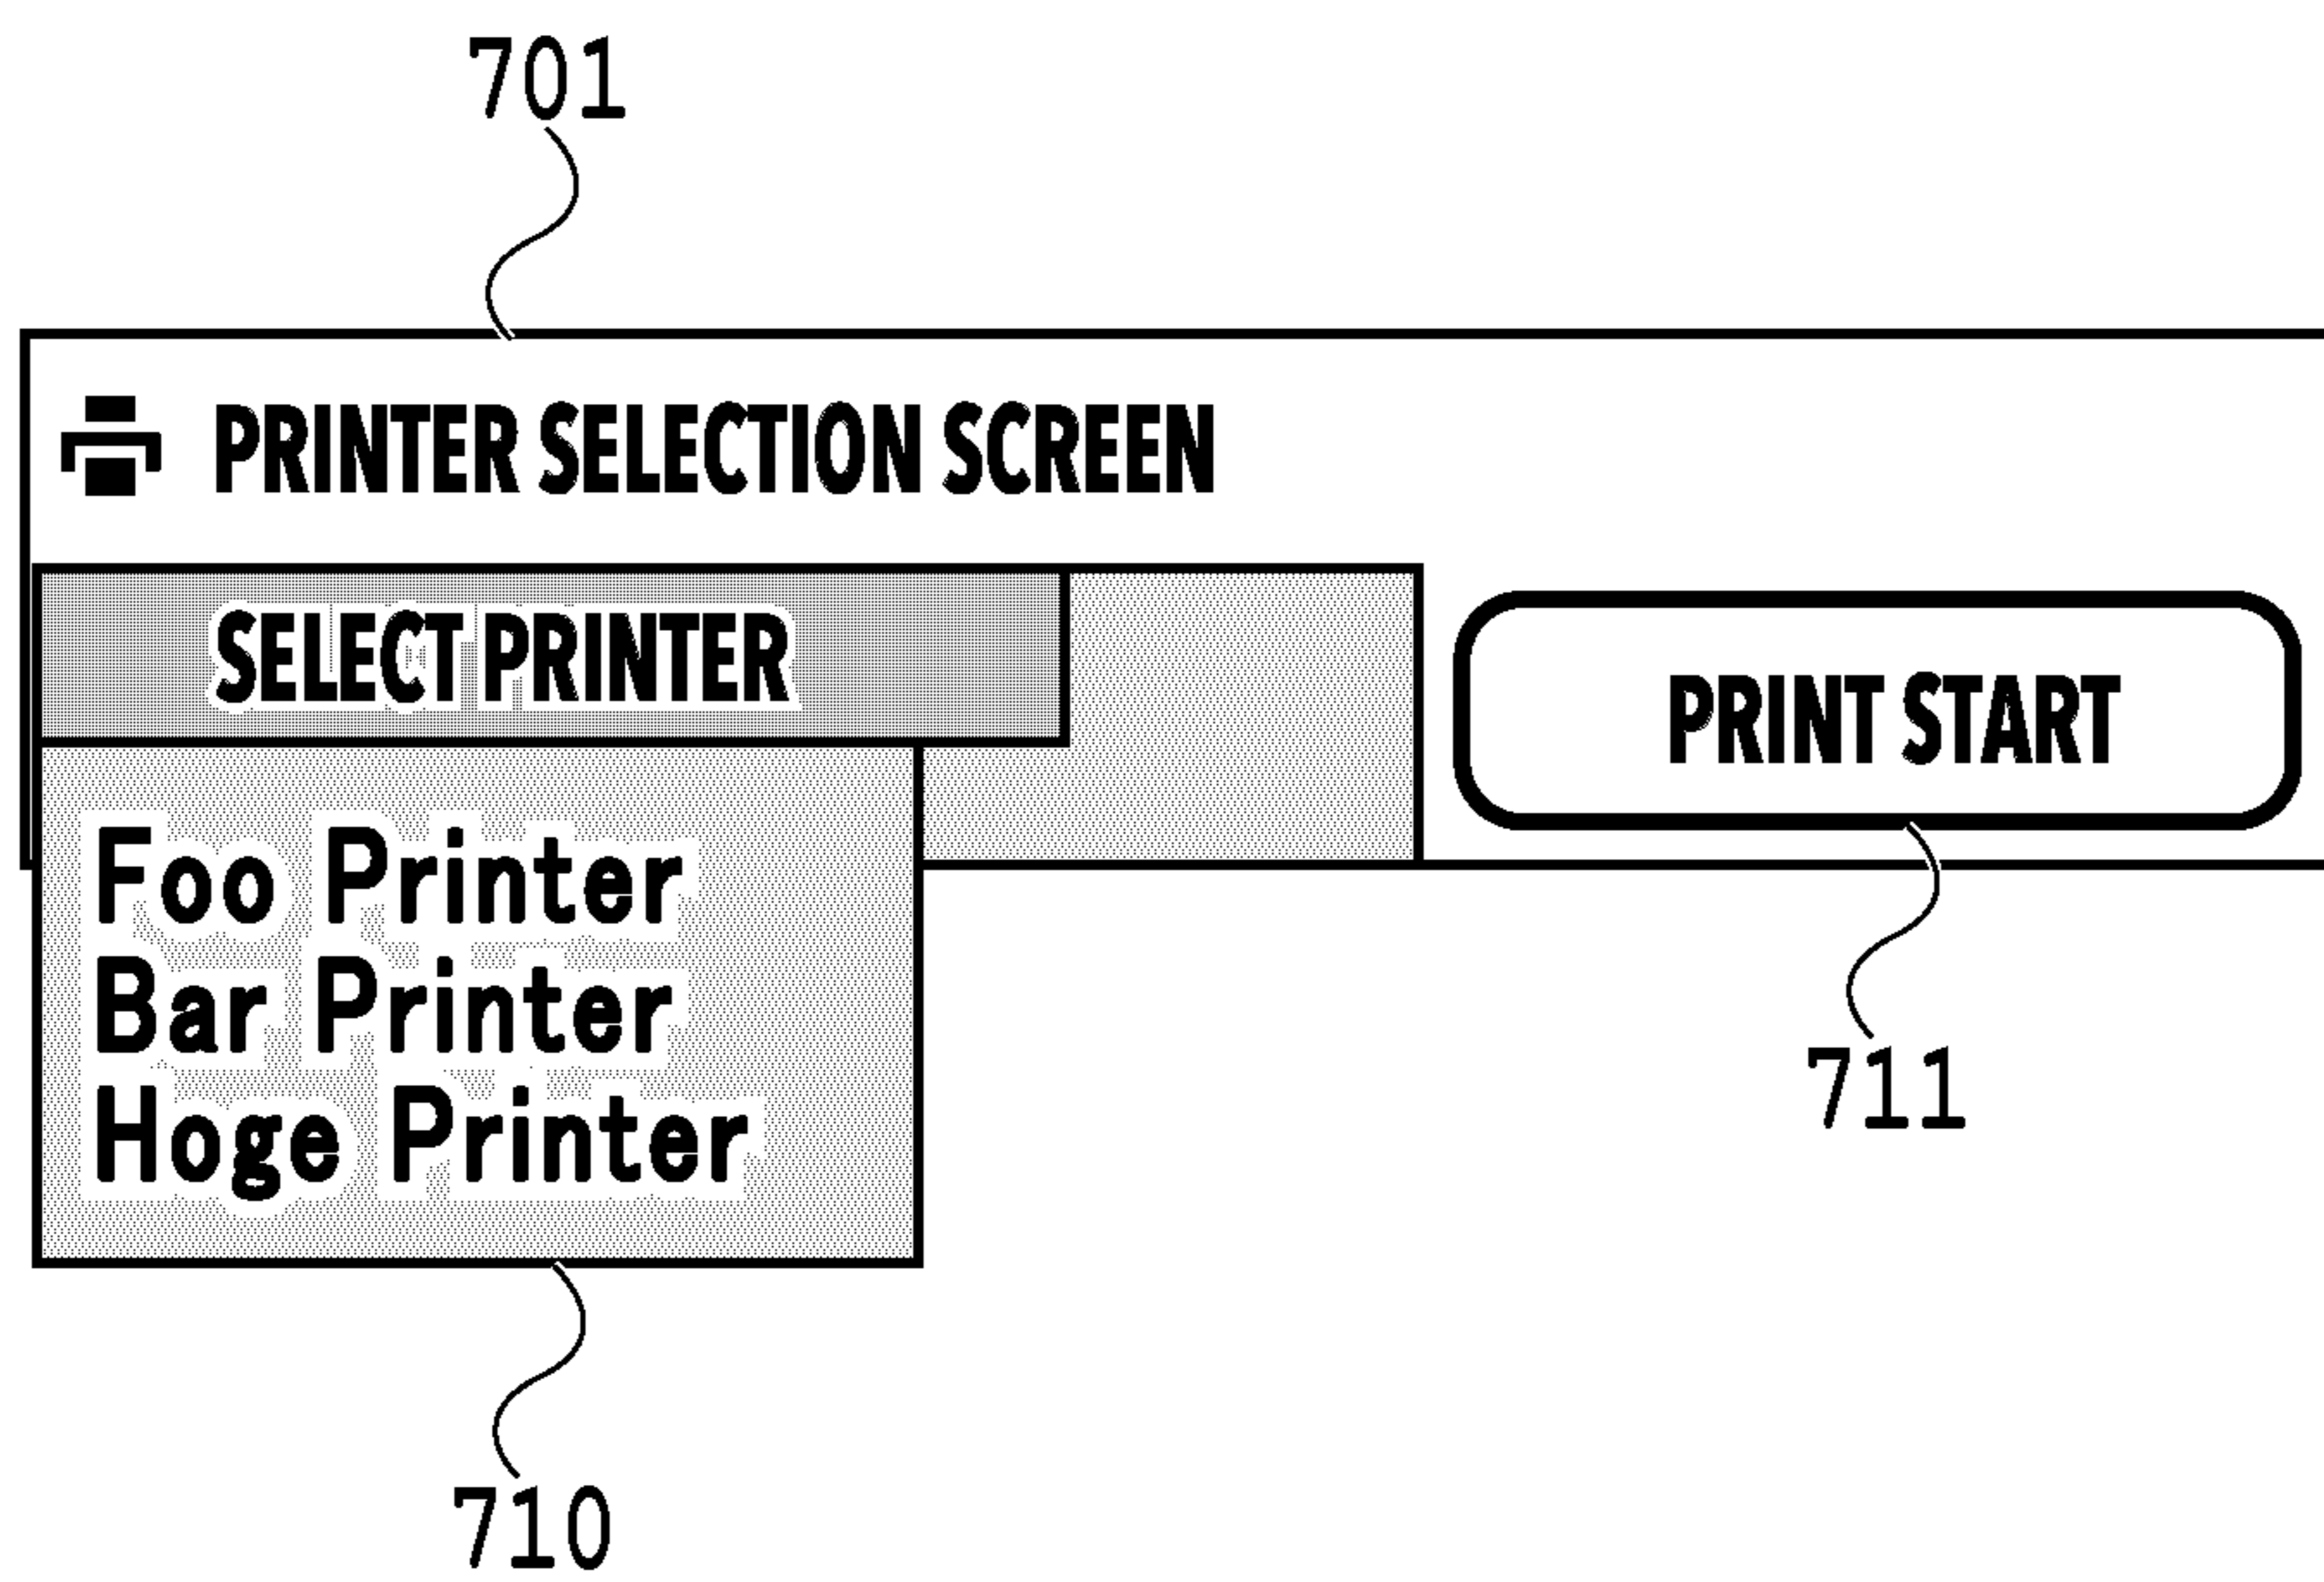 701
PRINTER SELECTION SCREEN
SELECT PRINTER
PRINT START
Foo Printer
Bar Printer
Hoge Printer
711
710